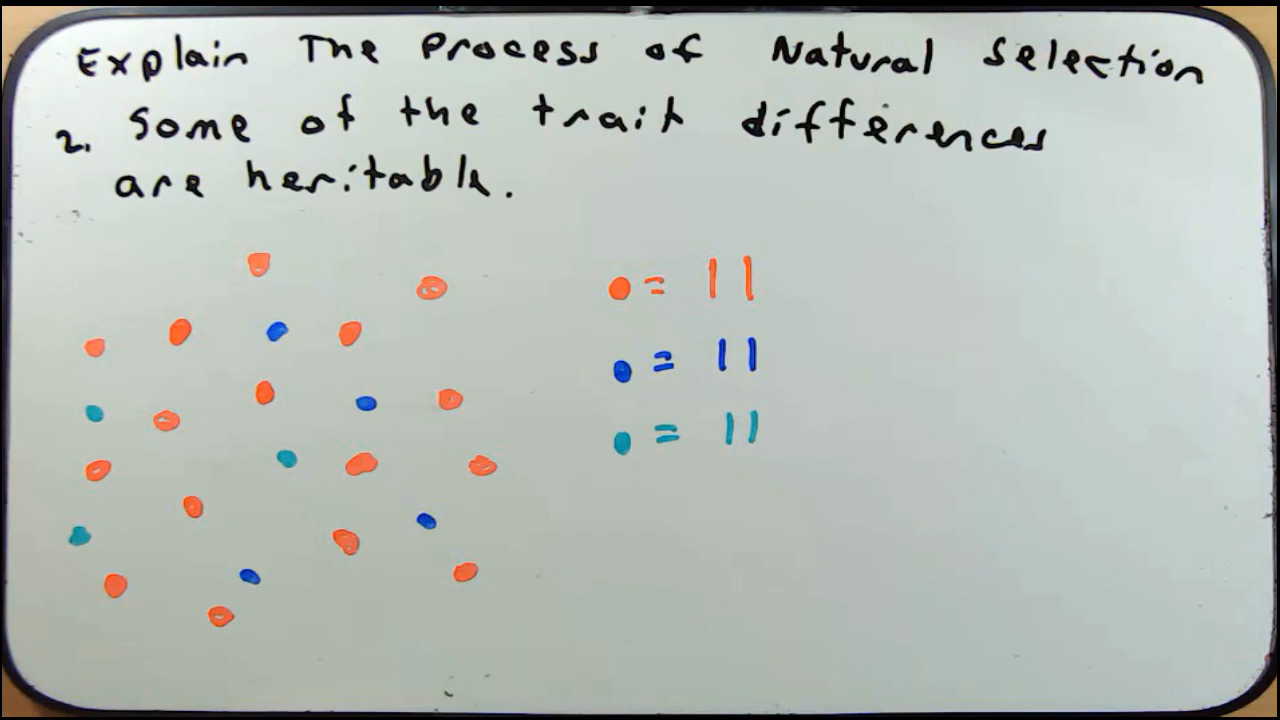 Explain The Process of Natural Selection
2. Some of the trait differences
are heritable.
= 11
= 11
= 11